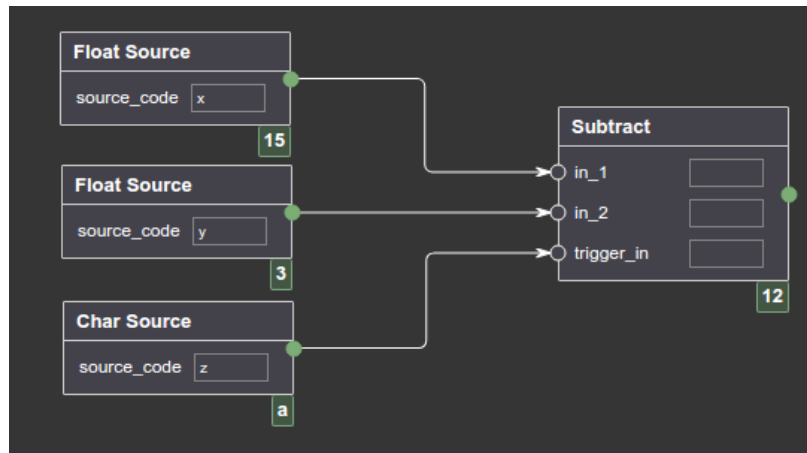 Float Source
source_code x
15
Float Source
source_code y
3
Char Source
source_code z
a
Subtract
in_1
in_2
trigger_in
12